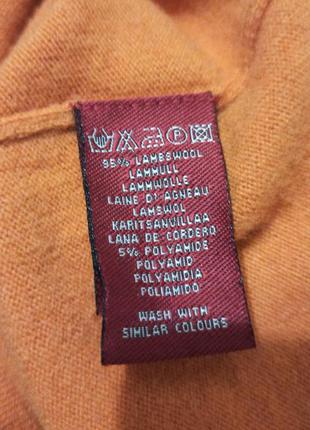 P
95% LAMBSWOOL
LAMMULL
LAMMWOLLE
LAINE D'AGNEAU
LAMSWOL
KARITSANVILLAA
LANA DE CORDERO
5% POLYAMIDE
POLYAMID
POLYAMIDIA
POLIAMIDO
WASH WITH
SIMILAR COLOURS